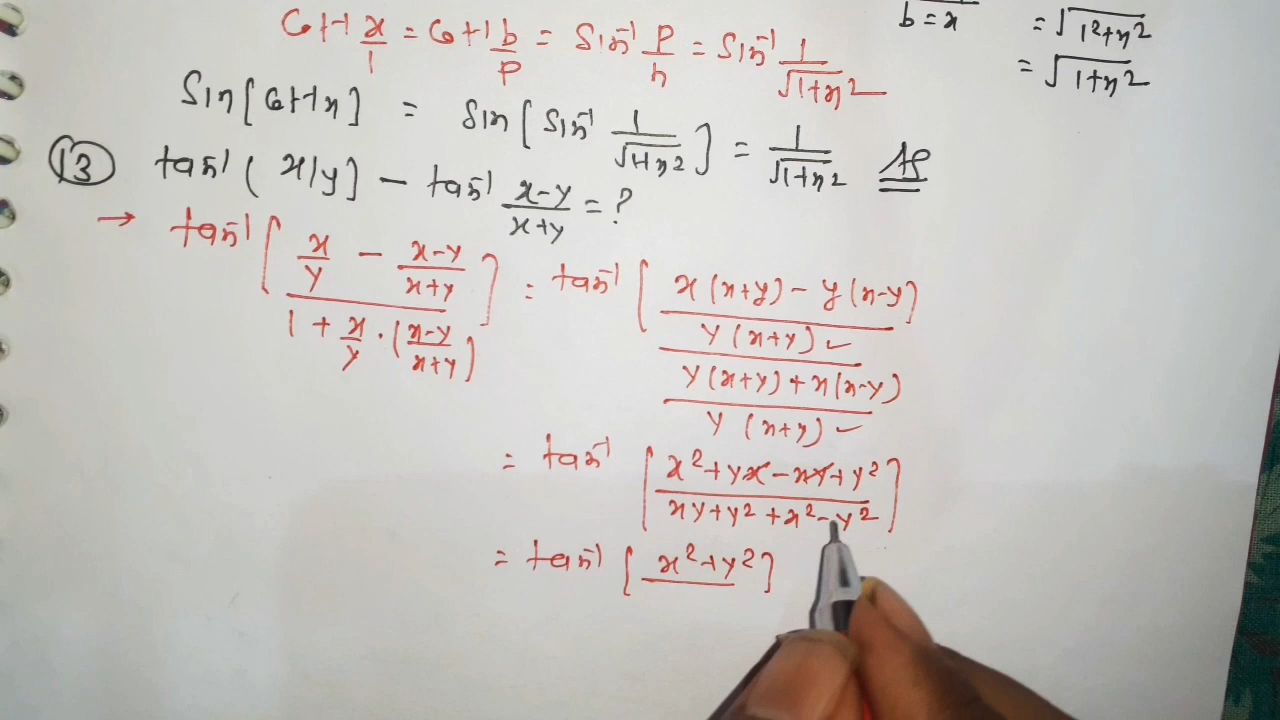 Cot⁻¹ x/1 = Cot⁻¹ b/p = Sin⁻¹ p/h = Sin⁻¹ 1/√1+x²
b = x = √1²+x²
= √1+x²
Sin[Cot⁻¹x] = Sin[Sin⁻¹ 1/√1+x²] = 1/√1+x²
(13) tan⁻¹(x/y] - tan⁻¹ x-y/x+y = ?
→ tan⁻¹[x/y - x-y/x+y / 1 + x/y · (x-y/x+y)] = tan⁻¹[x(x+y) - y(x-y) / y(x+y) ✓ / y(x+y) + x(x-y) / y(x+y) ✓
= tan⁻¹ [x² + yx - xy + y² / xy + y² + x² - y²]
= tan⁻¹ [x² + y²]